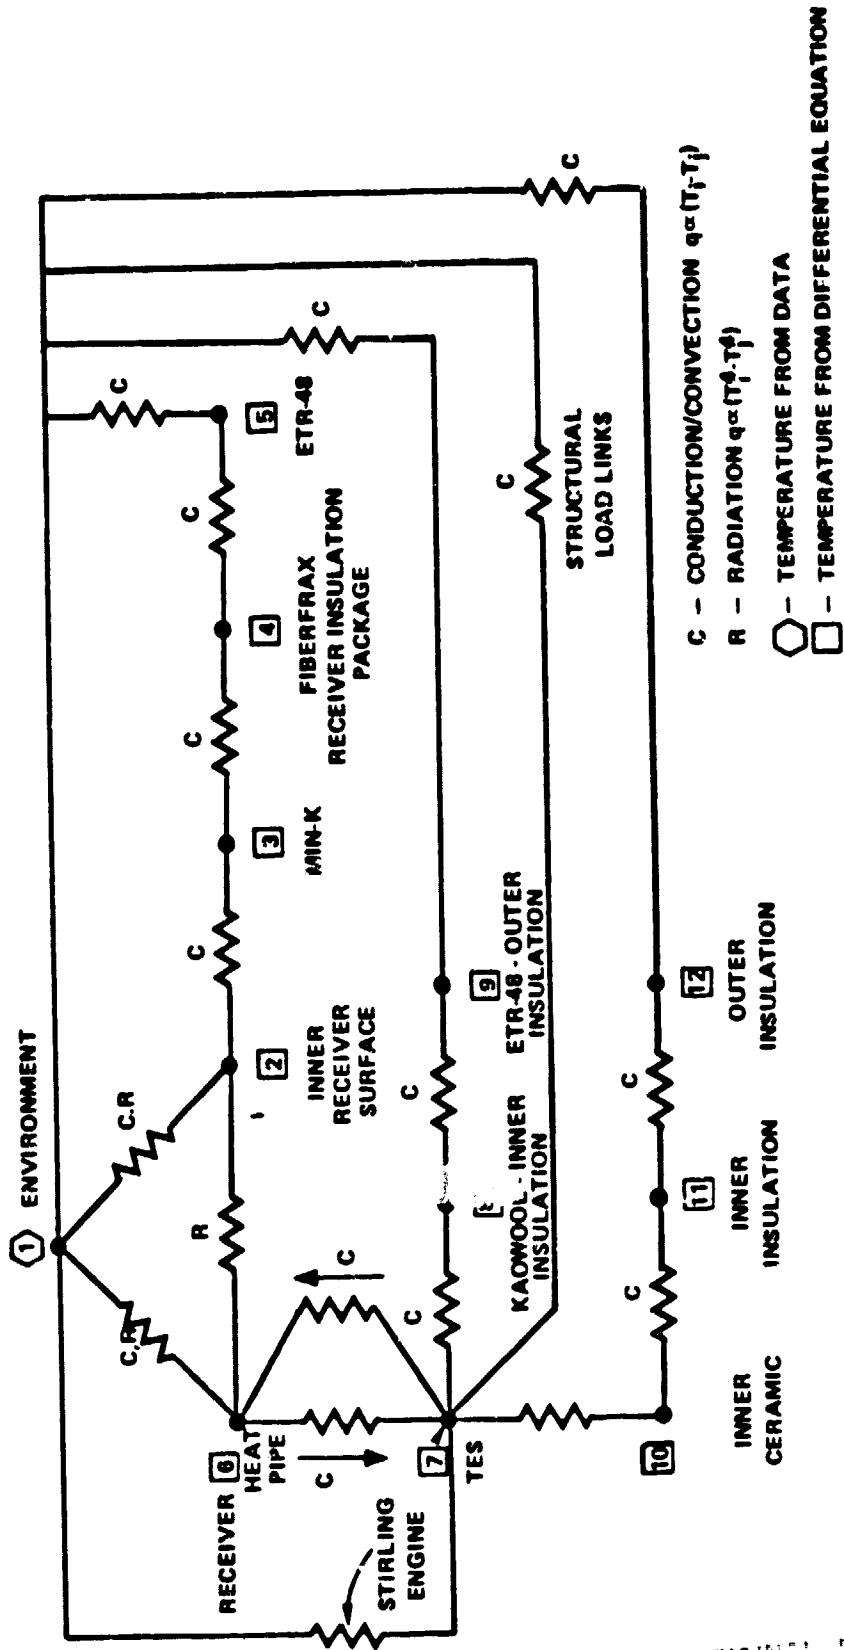 1 ENVIRONMENT
C,R
C.R
RECEIVER 6
HEAT
PIPE
R
2
INNER
RECEIVER
SURFACE
C
3
MIN-K
C
4
FIBERFRAX
RECEIVER INSULATION
PACKAGE
C
5
ETR-48
C
C
C
STIRLING
ENGINE
7
TES
C
KAOWOOL - INNER
INSULATION
C
9
ETR-48 - OUTER
INSULATION
C
C
STRUCTURAL
LOAD LINKS
C
10
INNER
CERAMIC
C
11
INNER
INSULATION
C
12
OUTER
INSULATION
C – CONDUCTION/CONVECTION q∝(Ti-Tj)
R – RADIATION q∝(Ti⁴-Tj⁴)
– TEMPERATURE FROM DATA
– TEMPERATURE FROM DIFFERENTIAL EQUATION